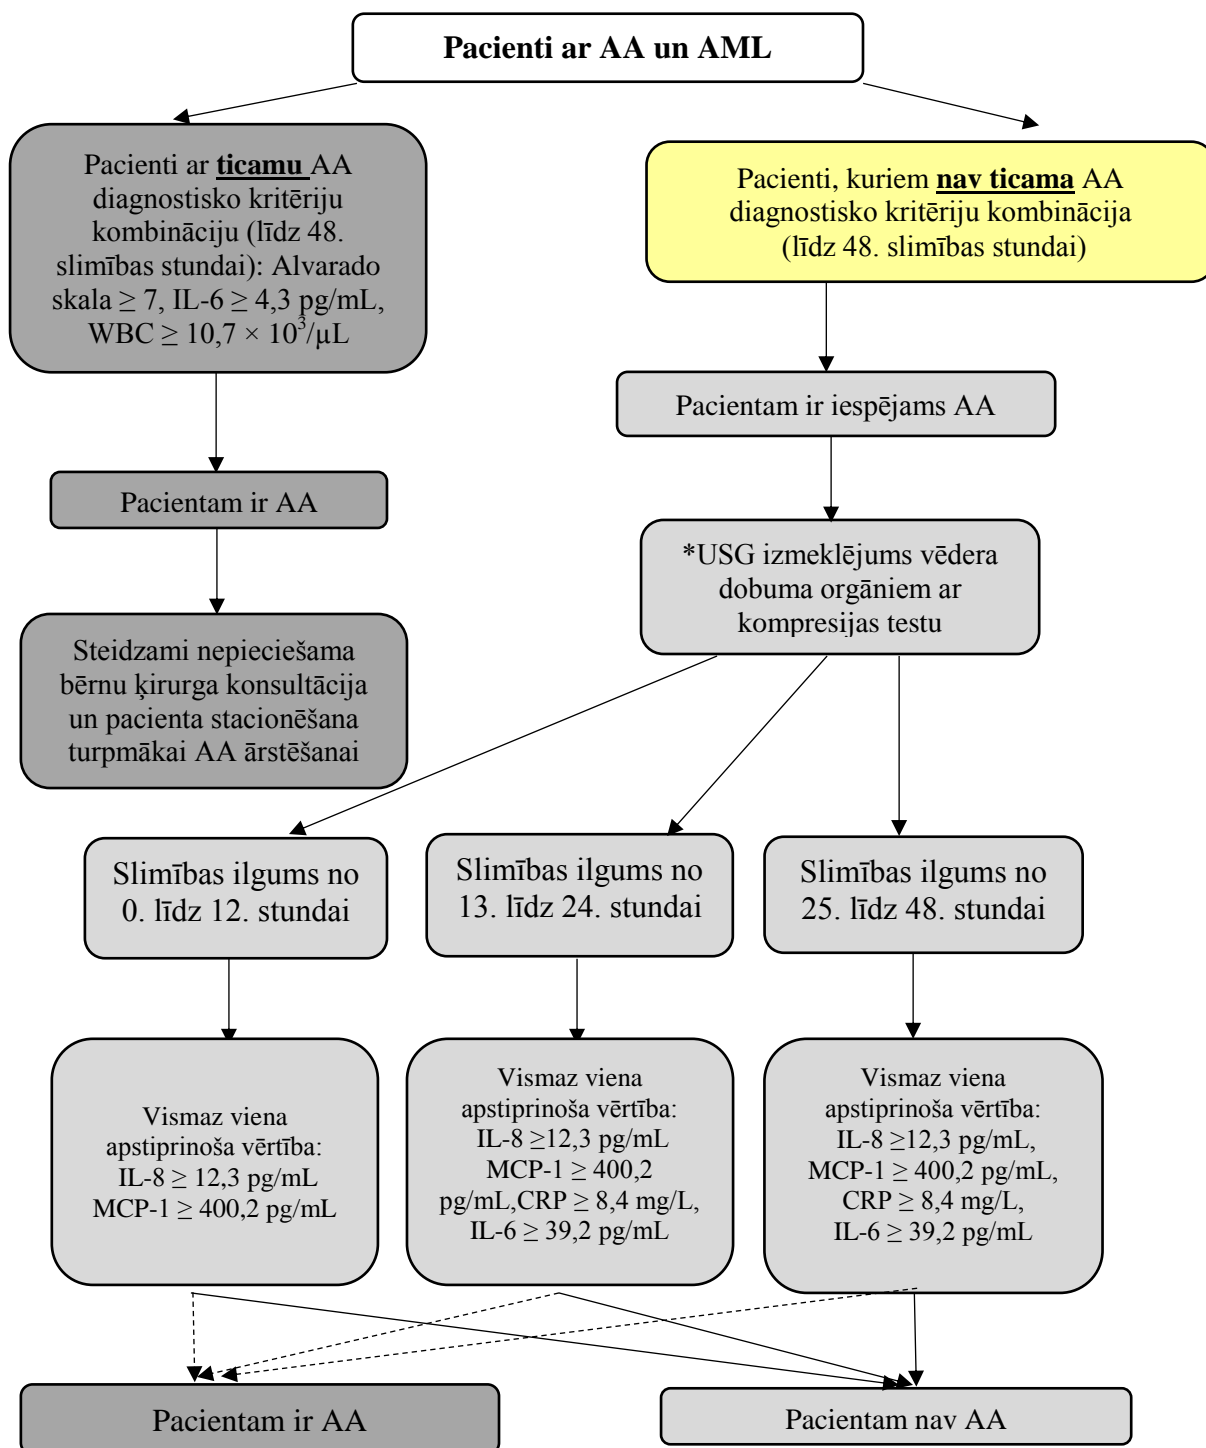 Pacienti ar AA un AML
Pacienti ar ticamu AA
diagnostisko kritēriju
kombināciju (līdz 48.
slimības stundai): Alvarado
skala ≥ 7, IL-6 ≥ 4,3 pg/mL,
WBC ≥ 10,7 × 10³/µL
Pacienti, kuriem nav ticama AA
diagnostisko kritēriju kombinācija
(līdz 48. slimības stundai)
Pacientam ir iespējams AA
Pacientam ir AA
*USG izmeklējums vēdera
dobuma orgāniem ar
kompresijas testu
Steidzami nepieciešama
bērnu ķirurga konsultācija
un pacienta stacionēšana
turpmākai AA ārstēšanai
Slimības ilgums no
0. līdz 12. stundai
Slimības ilgums no
13. līdz 24. stundai
Slimības ilgums no
25. līdz 48. stundai
Vismaz viena
apstiprinoša vērtība:
IL-8 ≥ 12,3 pg/mL
MCP-1 ≥ 400,2 pg/mL
Vismaz viena
apstiprinoša vērtība:
IL-8 ≥12,3 pg/mL
MCP-1 ≥ 400,2
pg/mL,CRP ≥ 8,4 mg/L,
IL-6 ≥ 39,2 pg/mL
Vismaz viena
apstiprinoša vērtība:
IL-8 ≥12,3 pg/mL,
MCP-1 ≥ 400,2 pg/mL,
CRP ≥ 8,4 mg/L,
IL-6 ≥ 39,2 pg/mL
Pacientam ir AA
Pacientam nav AA